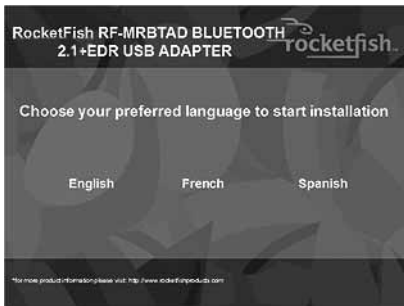 RocketFish RF-MRBTAD BLUETOOTH
2.1+EDR USB ADAPTER
rocketfish
Choose your preferred language to start installation
English French Spanish
*for more product information please visit: http://www.rocketfishproducts.com